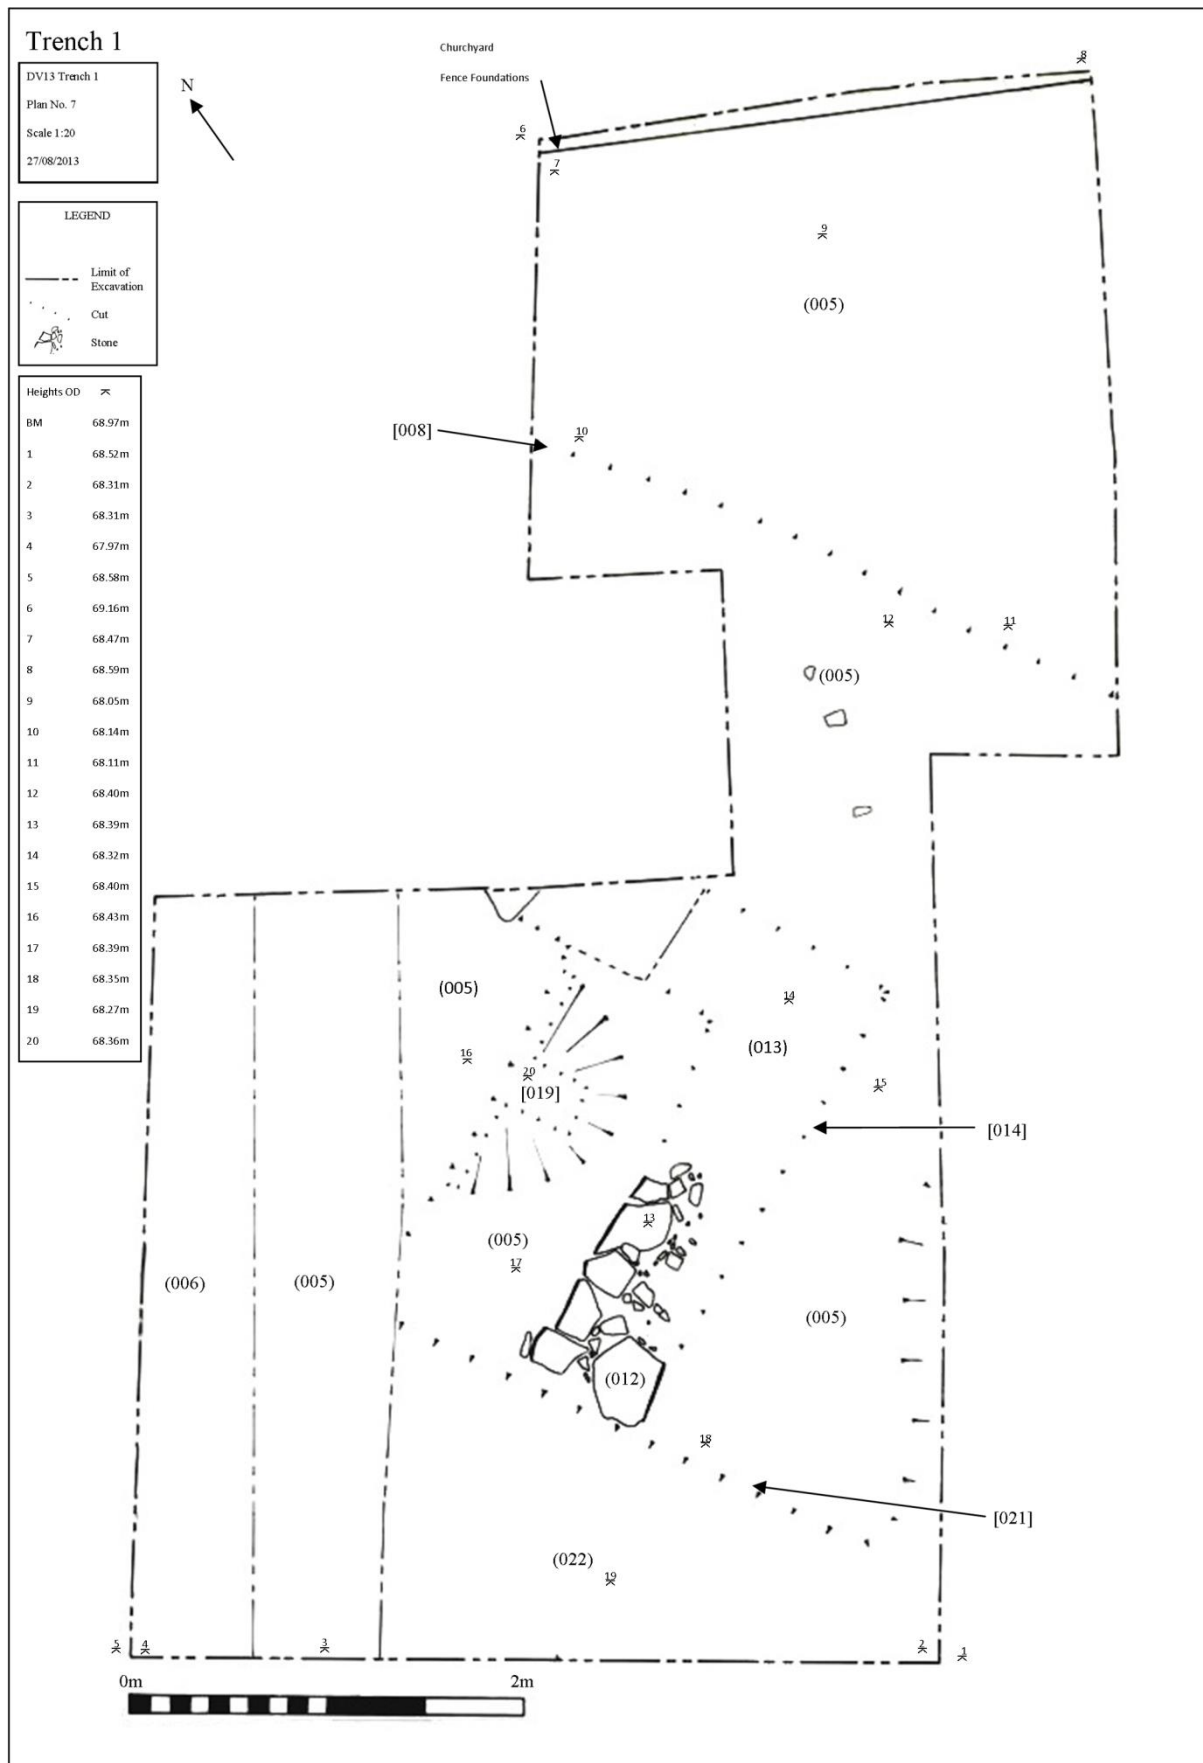 Trench 1
DV13 Trench 1
Plan No. 7
Scale 1:20
27/08/2013
N
Churchyard
Fence Foundations
LEGEND
Limit of
Excavation
Cut
Stone
Heights OD
BM 68.97m
1 68.52m
2 68.31m
3 68.31m
4 67.97m
5 68.58m
6 69.16m
7 68.47m
8 68.59m
9 68.05m
10 68.14m
11 68.11m
12 68.40m
13 68.39m
14 68.32m
15 68.40m
16 68.43m
17 68.39m
18 68.35m
19 68.27m
20 68.36m
8
6
7
9
(005)
[008]
10
12
11
(005)
(005)
14
16
(013)
20
15
[019]
[014]
13
(005)
17
(006)
(005)
(005)
(012)
18
[021]
(022)
19
5
4
3
2
1
0m
2m